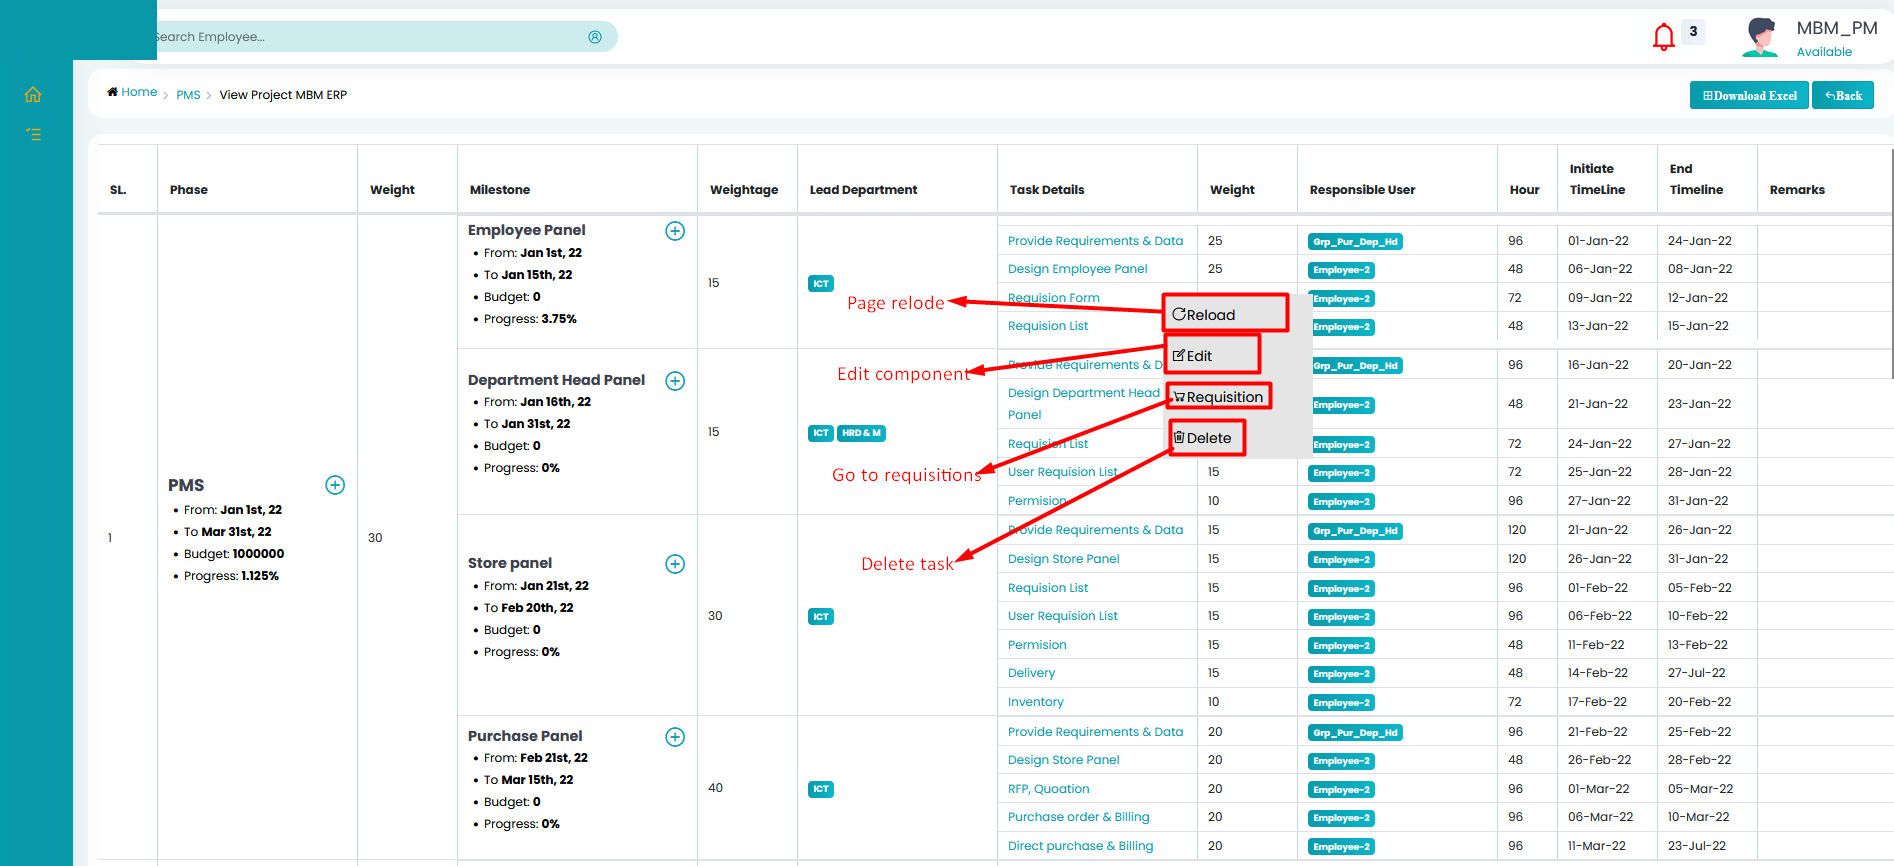 Search Employee...
3
MBM_PM
Available
Home > PMS > View Project MBM ERP
Download Excel
Back
SL. Phase Weight Milestone Weightage Lead Department Task Details Weight Responsible User Hour Initiate TimeLine End Timeline Remarks
1
PMS
From: Jan 1st, 22
To Mar 31st, 22
Budget: 1000000
Progress: 1.125%
30
Employee Panel
From: Jan 1st, 22
To Jan 15th, 22
Budget: 0
Progress: 3.75%
15
ICT
Provide Requirements & Data 25 Grp_Pur_Dep_Hd 96 01-Jan-22 24-Jan-22
Design Employee Panel 25 Employee-2 48 06-Jan-22 08-Jan-22
Requision Form Employee-2 72 09-Jan-22 12-Jan-22
Requision List Employee-2 48 13-Jan-22 15-Jan-22
Department Head Panel
From: Jan 16th, 22
To Jan 31st, 22
Budget: 0
Progress: 0%
15
ICT HRD & M
Provide Requirements & D Grp_Pur_Dep_Hd 96 16-Jan-22 20-Jan-22
Design Department Head Panel Employee-2 48 21-Jan-22 23-Jan-22
Requision List Employee-2 72 24-Jan-22 27-Jan-22
User Requision List 15 Employee-2 72 25-Jan-22 28-Jan-22
Permision 10 Employee-2 96 27-Jan-22 31-Jan-22
Store panel
From: Jan 21st, 22
To Feb 20th, 22
Budget: 0
Progress: 0%
30
ICT
Provide Requirements & Data 15 Grp_Pur_Dep_Hd 120 21-Jan-22 26-Jan-22
Design Store Panel 15 Employee-2 120 26-Jan-22 31-Jan-22
Requision List 15 Employee-2 96 01-Feb-22 05-Feb-22
User Requision List 15 Employee-2 96 06-Feb-22 10-Feb-22
Permision 15 Employee-2 48 11-Feb-22 13-Feb-22
Delivery 15 Employee-2 48 14-Feb-22 27-Jul-22
Inventory 10 Employee-2 72 17-Feb-22 20-Feb-22
Purchase Panel
From: Feb 21st, 22
To Mar 15th, 22
Budget: 0
Progress: 0%
40
ICT
Provide Requirements & Data 20 Grp_Pur_Dep_Hd 96 21-Feb-22 25-Feb-22
Design Store Panel 20 Employee-2 48 26-Feb-22 28-Feb-22
RFP, Quoation 20 Employee-2 96 01-Mar-22 05-Mar-22
Purchase order & Billing 20 Employee-2 96 06-Mar-22 10-Mar-22
Direct purchase & Billing 20 Employee-2 96 11-Mar-22 23-Jul-22
Reload
Edit
Requisition
Delete
Page relode
Edit component
Go to requisitions
Delete task